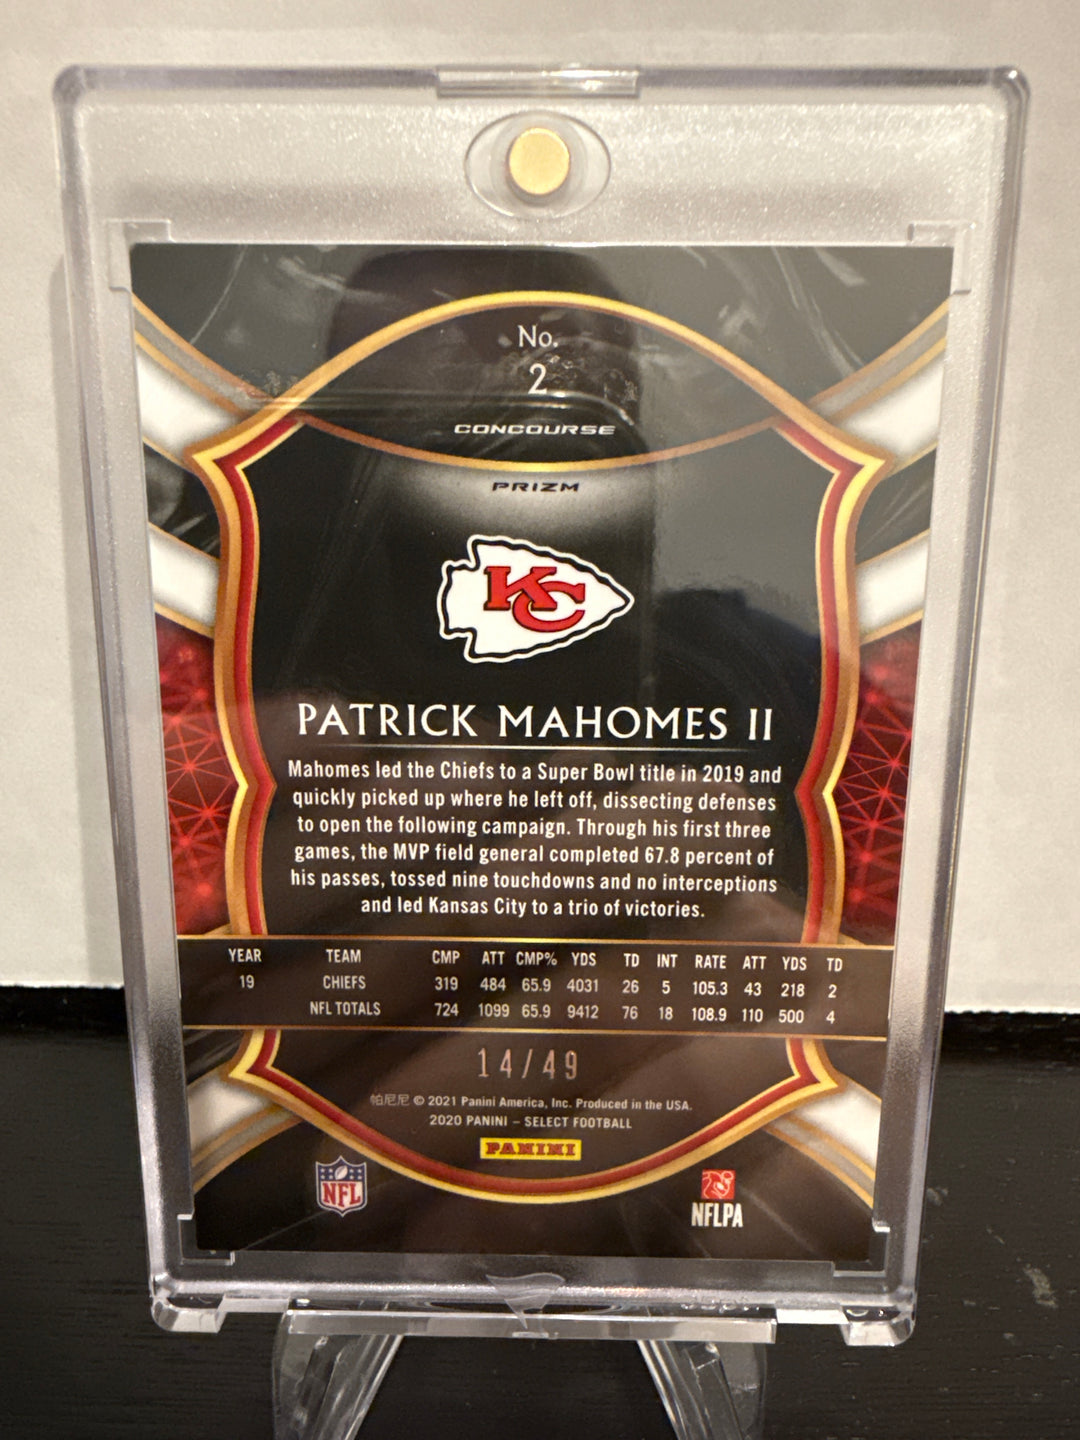 No.
2
CONCOURSE
PRIZM
KC
PATRICK MAHOMES II
Mahomes led the Chiefs to a Super Bowl title in 2019 and
quickly picked up where he left off, dissecting defenses
to open the following campaign. Through his first three
games, the MVP field general completed 67.8 percent of
his passes, tossed nine touchdowns and no interceptions
and led Kansas City to a trio of victories.
YEAR TEAM CMP ATT CMP% YDS TD INT RATE ATT YDS TD
19 CHIEFS 319 484 65.9 4031 26 5 105.3 43 218 2
NFL TOTALS 724 1099 65.9 9412 76 18 108.9 110 500 4
14/49
帕尼尼 © 2021 Panini America, Inc. Produced in the USA.
2020 PANINI – SELECT FOOTBALL
PANINI
NFL
NFLPA